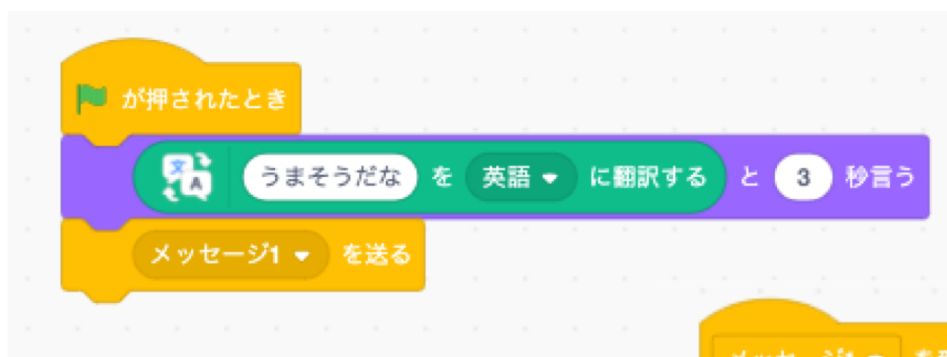 が押されたとき
うまそうだな を 英語 に翻訳する と 3 秒言う
メッセージ1 を送る